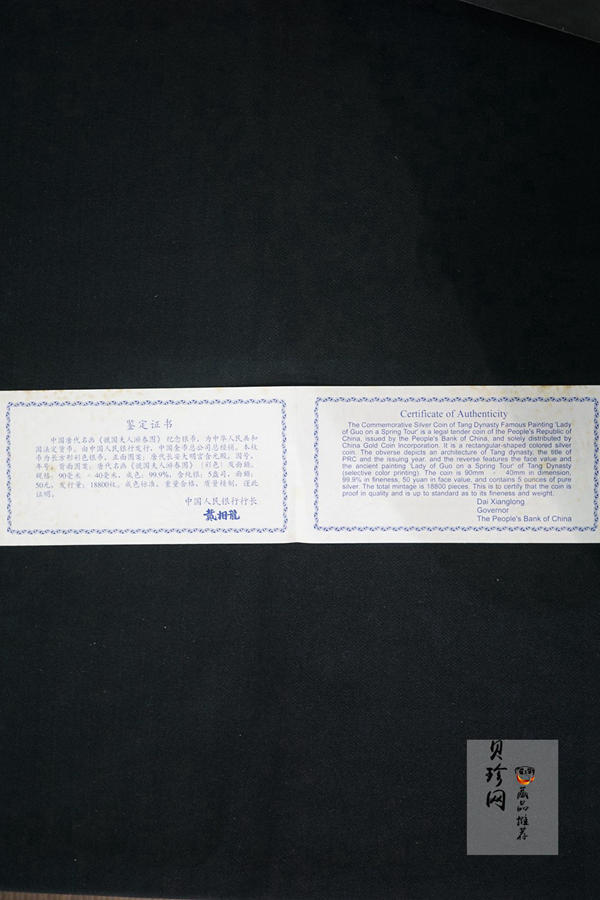 鉴定证书
中国唐代名画《虢国夫人游春图》纪念银币，为中华人民共和
国法定货币。由中国人民银行发行，中国金币总公司总经销。本枚
币为长方形彩色银币，正面图案：唐代长安大明宫含元殿，国号，
年号；背面图案：唐代名画《虢国夫人游春图》（彩色）及面额。
规格：90毫米 × 40毫米，成色：99.9%，含纯银：5盎司，面额：
50元，发行量：18800枚。成色标准，重量合格，质量精制，谨此
证明。
中国人民银行行长
戴相龙
Certificate of Authenticity
The Commemorative Silver Coin of Tang Dynasty Famous Painting 'Lady
of Guo on a Spring Tour' is a legal tender coin of the People's Republic of
China, issued by the People's Bank of China, and solely distributed by
China Gold Coin Incorporation. It is a rectangular-shaped colored silver
coin. The obverse depicts an architecture of Tang dynasty, the title of
PRC and the issuing year, and the reverse features the face value and
the ancient painting 'Lady of Guo on a Spring Tour' of Tang Dynasty
(selective color printing). The coin is 90mm × 40mm in dimension,
99.9% in fineness, 50 yuan in face value, and contains 5 ounces of pure
silver. The total mintage is 18800 pieces. This is to certify that the coin is
proof in quality and is up to standard as to its fineness and weight.
Dai Xianglong
Governor
The People's Bank of China
贝珍网
藏品推荐